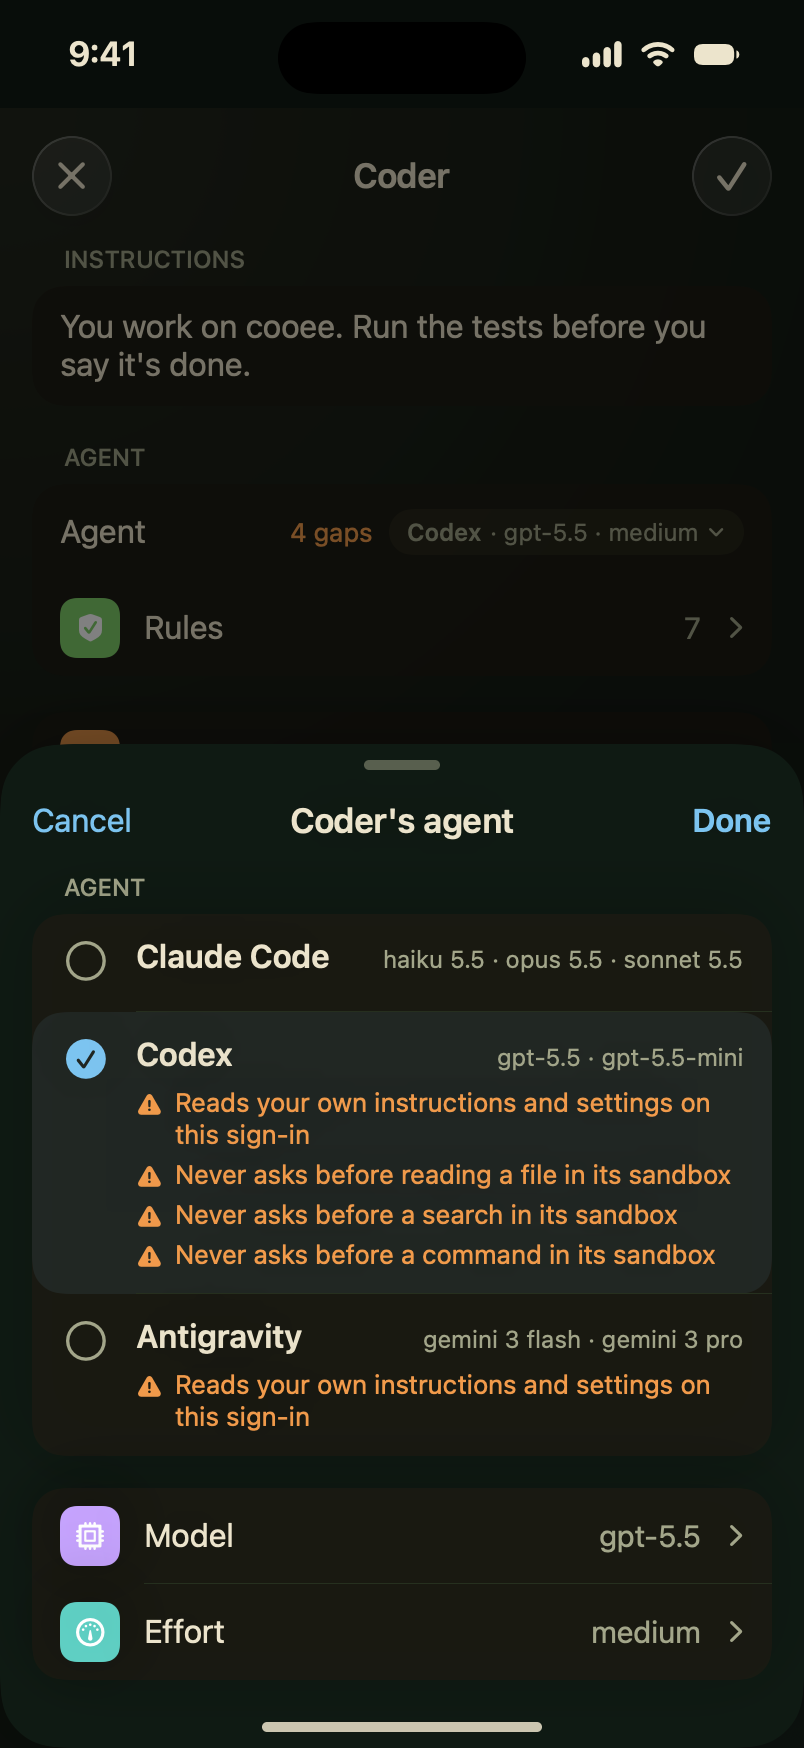 9:41
Coder
INSTRUCTIONS
You work on cooee. Run the tests before you
say it's done.
AGENT
Agent 4 gaps Codex · gpt-5.5 · medium
Rules 7
Cancel Coder's agent Done
AGENT
Claude Code haiku 5.5 · opus 5.5 · sonnet 5.5
Codex gpt-5.5 · gpt-5.5-mini
Reads your own instructions and settings on
this sign-in
Never asks before reading a file in its sandbox
Never asks before a search in its sandbox
Never asks before a command in its sandbox
Antigravity gemini 3 flash · gemini 3 pro
Reads your own instructions and settings on
this sign-in
Model gpt-5.5
Effort medium